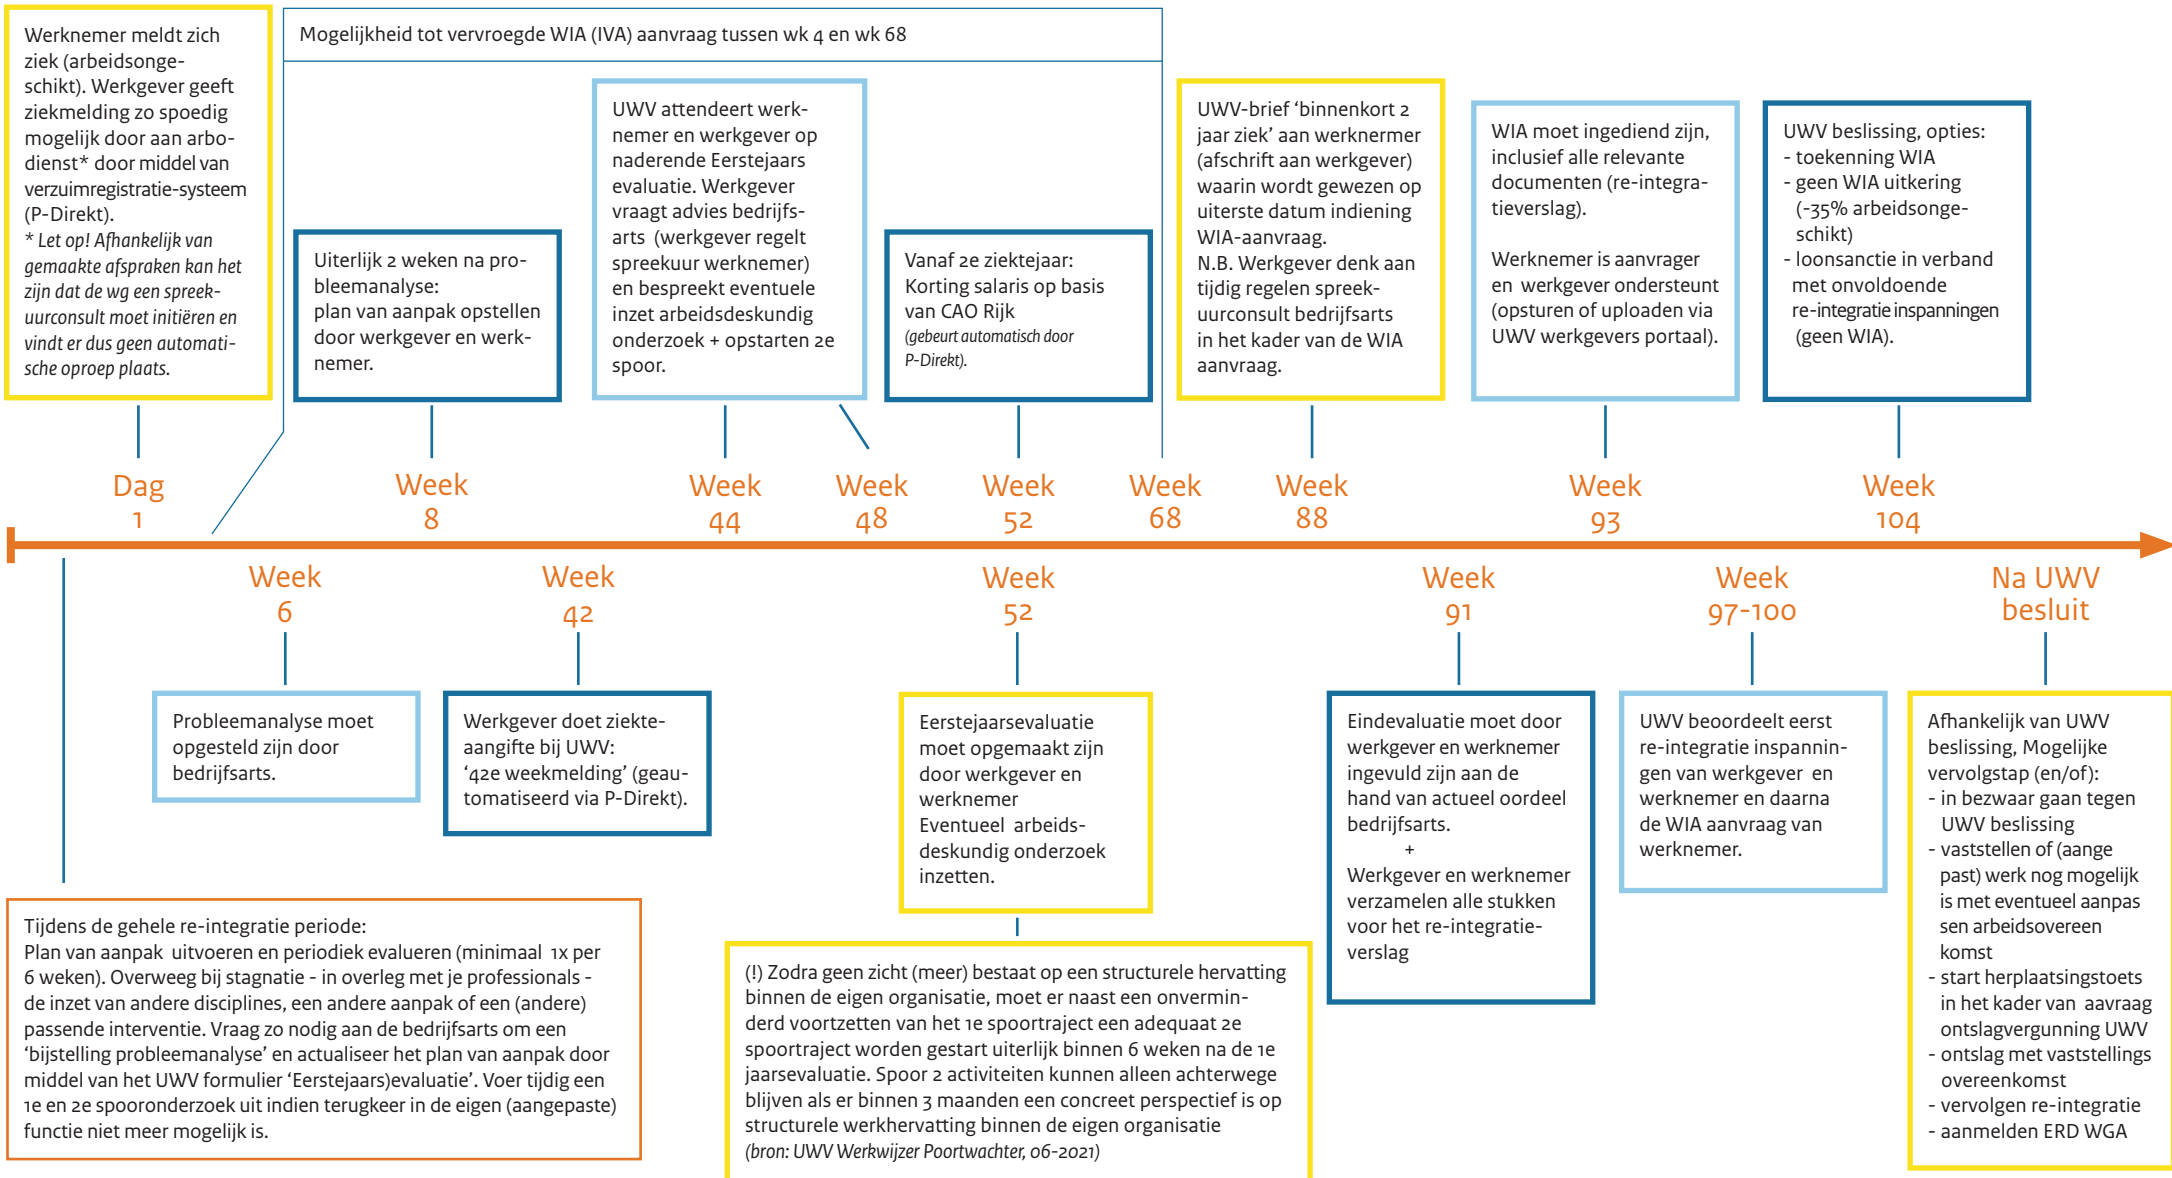 Werknemer meldt zich
ziek (arbeidsonge-
schikt). Werkgever geeft
ziekmelding zo spoedig
mogelijk door aan arbo-
dienst* door middel van
verzuimregistratie-systeem
(P-Direkt).
* Let op! Afhankelijk van
gemaakte afspraken kan het
zijn dat de wg een spreek-
uurconsult moet initiëren en
vindt er dus geen automati-
sche oproep plaats.
Mogelijkheid tot vervroegde WIA (IVA) aanvraag tussen wk 4 en wk 68
Uiterlijk 2 weken na pro-
bleemanalyse:
plan van aanpak opstellen
door werkgever en werk-
nemer.
UWV attendeert werk-
nemer en werkgever op
naderende Eerstejaars
evaluatie. Werkgever
vraagt advies bedrijfs-
arts (werkgever regelt
spreekuur werknemer)
en bespreekt eventuele
inzet arbeidsdeskundig
onderzoek + opstarten 2e
spoor.
Vanaf 2e ziektejaar:
Korting salaris op basis
van CAO Rijk
(gebeurt automatisch door
P-Direkt).
UWV-brief ‘binnenkort 2
jaar ziek’ aan werknermer
(afschrift aan werkgever)
waarin wordt gewezen op
uiterste datum indiening
WIA-aanvraag.
N.B. Werkgever denk aan
tijdig regelen spreek-
uurconsult bedrijfsarts
in het kader van de WIA
aanvraag.
WIA moet ingediend zijn,
inclusief alle relevante
documenten (re-integra-
tieverslag).
Werknemer is aanvrager
en werkgever ondersteunt
(opsturen of uploaden via
UWV werkgevers portaal).
UWV beslissing, opties:
- toekenning WIA
- geen WIA uitkering
(-35% arbeidsonge-
schikt)
- loonsanctie in verband
met onvoldoende
re-integratie inspanningen
(geen WIA).
Dag
1
Week
8
Week
44
Week
48
Week
52
Week
68
Week
88
Week
93
Week
104
Week
6
Week
42
Week
52
Week
91
Week
97-100
Na UWV
besluit
Probleemanalyse moet
opgesteld zijn door
bedrijfsarts.
Werkgever doet ziekte-
aangifte bij UWV:
‘42e weekmelding’ (geau-
tomatiseerd via P-Direkt).
Eerstejaarsevaluatie
moet opgemaakt zijn
door werkgever en
werknemer
Eventueel arbeids-
deskundig onderzoek
inzetten.
Eindevaluatie moet door
werkgever en werknemer
ingevuld zijn aan de
hand van actueel oordeel
bedrijfsarts.
+
Werkgever en werknemer
verzamelen alle stukken
voor het re-integratie-
verslag
UWV beoordeelt eerst
re-integratie inspannin-
gen van werkgever en
werknemer en daarna
de WIA aanvraag van
werknemer.
Afhankelijk van UWV
beslissing, Mogelijke
vervolgstap (en/of):
- in bezwaar gaan tegen
UWV beslissing
- vaststellen of (aange
past) werk nog mogelijk
is met eventueel aanpas
sen arbeidsovereen
komst
- start herplaatsingstoets
in het kader van aavraag
ontslagvergunning UWV
- ontslag met vaststellings
overeenkomst
- vervolgen re-integratie
- aanmelden ERD WGA
Tijdens de gehele re-integratie periode:
Plan van aanpak uitvoeren en periodiek evalueren (minimaal 1x per
6 weken). Overweeg bij stagnatie - in overleg met je professionals -
de inzet van andere disciplines, een andere aanpak of een (andere)
passende interventie. Vraag zo nodig aan de bedrijfsarts om een
‘bijstelling probleemanalyse’ en actualiseer het plan van aanpak door
middel van het UWV formulier ‘Eerstejaars)evaluatie’. Voer tijdig een
1e en 2e spooronderzoek uit indien terugkeer in de eigen (aangepaste)
functie niet meer mogelijk is.
(!) Zodra geen zicht (meer) bestaat op een structurele hervatting
binnen de eigen organisatie, moet er naast een onvermin-
derd voortzetten van het 1e spoortraject een adequaat 2e
spoortraject worden gestart uiterlijk binnen 6 weken na de 1e
jaarsevaluatie. Spoor 2 activiteiten kunnen alleen achterwege
blijven als er binnen 3 maanden een concreet perspectief is op
structurele werkhervatting binnen de eigen organisatie
(bron: UWV Werkwijzer Poortwachter, 06-2021)